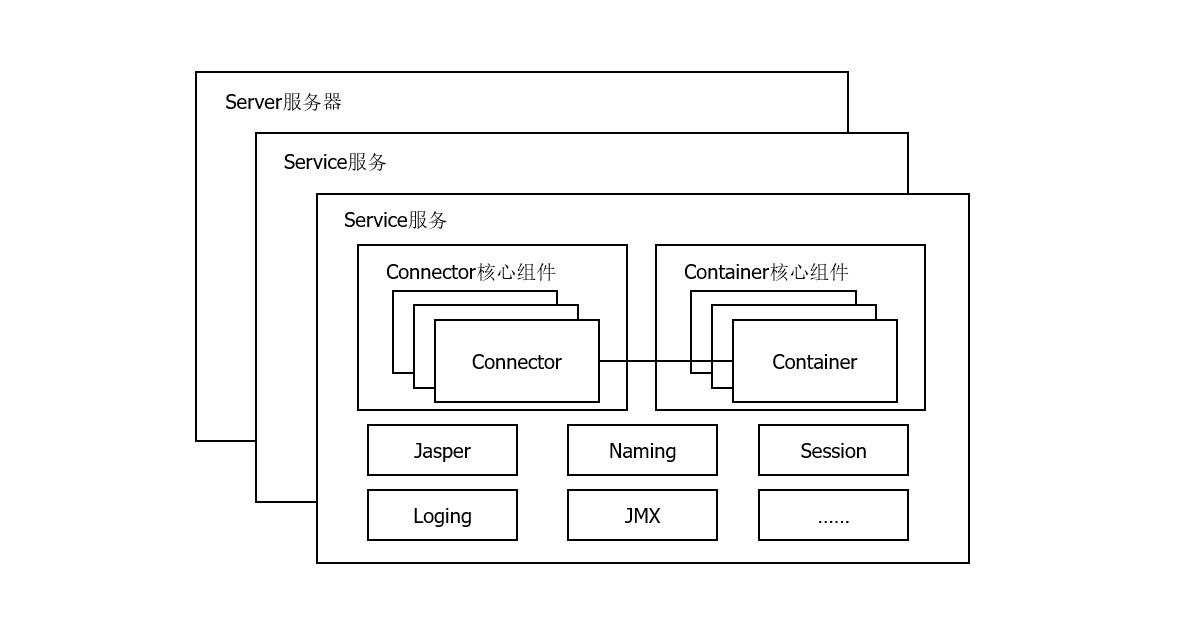 Server服务器
Service服务
Service服务
Connector核心组件
Container核心组件
Connector
Container
Jasper
Naming
Session
Loging
JMX
......